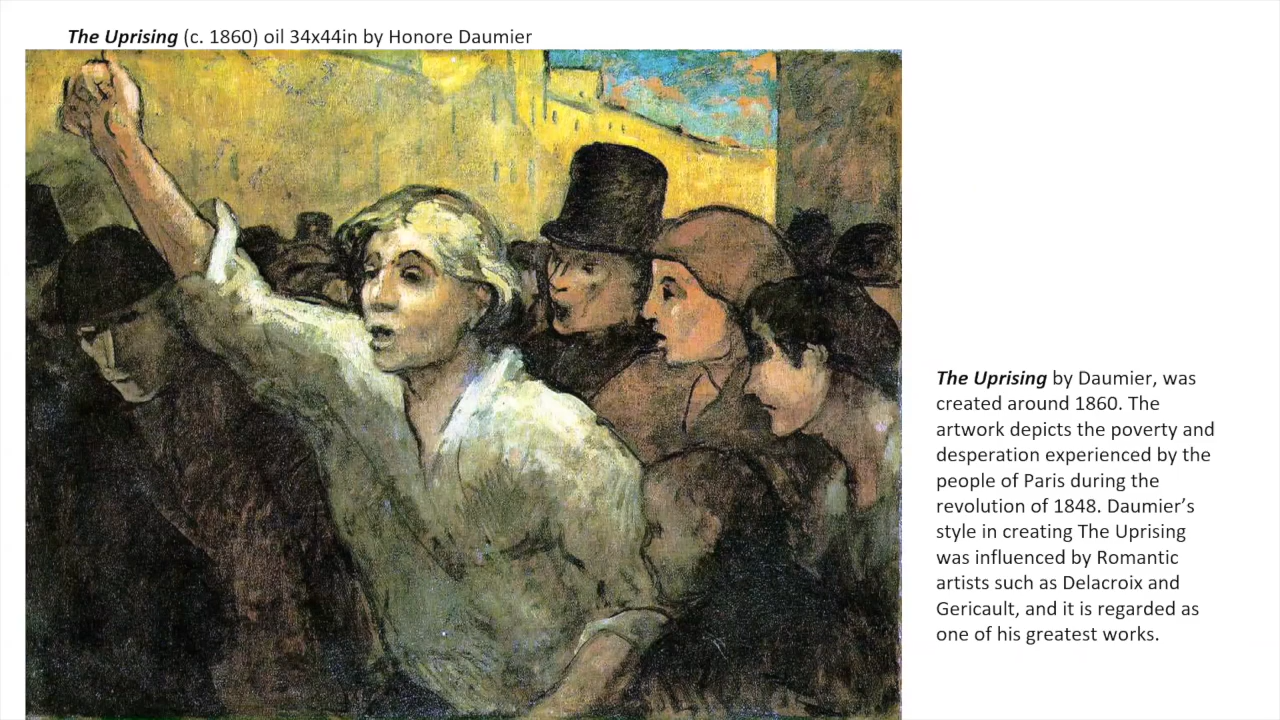 The Uprising (c. 1860) oil 34x44in by Honore Daumier
The Uprising by Daumier, was
created around 1860. The
artwork depicts the poverty and
desperation experienced by the
people of Paris during the
revolution of 1848. Daumier’s
style in creating The Uprising
was influenced by Romantic
artists such as Delacroix and
Gericault, and it is regarded as
one of his greatest works.